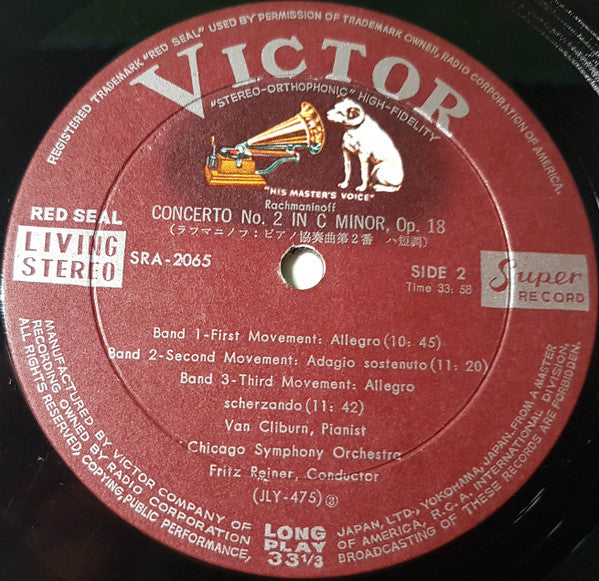 REGISTERED TRADEMARK "RED SEAL" USED BY PERMISSION OF TRADEMARK OWNER, RADIO CORPORATION OF AMERICA.
VICTOR
"STEREO-ORTHOPHONIC" HIGH-FIDELITY
"HIS MASTER'S VOICE"
Rachmaninoff
CONCERTO No. 2 IN C MINOR, Op. 18
(ラフマニノフ:ピアノ協奏曲第2番 ハ短調)
RED SEAL
LIVING
STEREO
SRA-2065
SIDE 2
Time 33: 58
Super
RECORD
Band 1-First Movement: Allegro (10: 45)
Band 2-Second Movement: Adagio sostenuto (11: 20)
Band 3-Third Movement: Allegro
scherzando (11: 42)
Van Cliburn, Pianist
Chicago Symphony Orchestra
Fritz Reiner, Conductor
(JLY-475) ③
LONG
PLAY
33 1/3
MANUFACTURED BY VICTOR COMPANY OF JAPAN, LTD., YOKOHAMA, JAPAN. FROM A MASTER
RECORDING OWNED BY RADIO CORPORATION OF AMERICA, R.C.A. INTERNATIONAL DIVISION.
ALL RIGHTS RESERVED, COPYING, PUBLIC PERFORMANCE, BROADCASTING OF THESE RECORDS ARE FORBIDDEN.